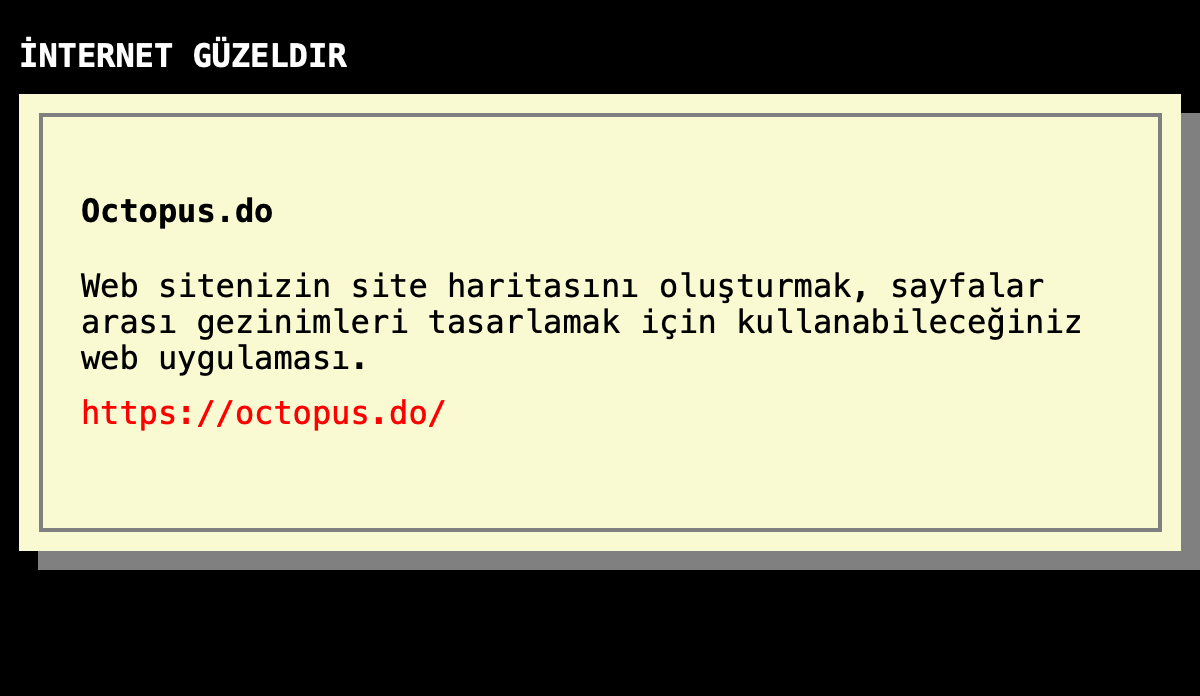 İNTERNET GÜZELDIR
Octopus.do
Web sitenizin site haritasını oluşturmak, sayfalar
arası gezinimleri tasarlamak için kullanabileceğiniz
web uygulaması.
https://octopus.do/